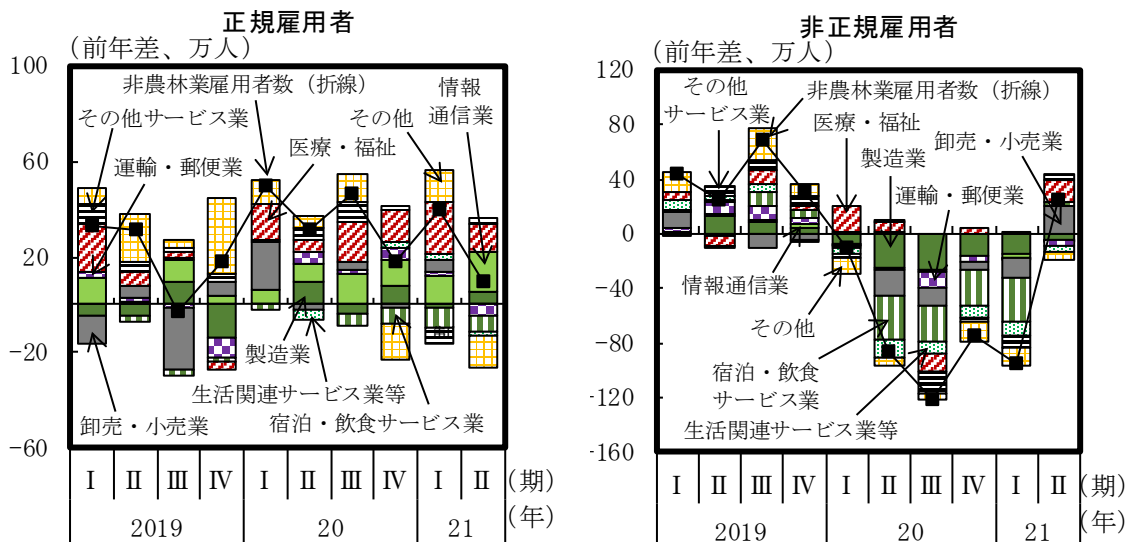 正規雇用者
(前年差、万人)
100
60
20
-20
-60
非農林業雇用者数（折線）
情報
通信業
その他サービス業
その他
運輸・郵便業
医療・福祉
製造業
生活関連サービス業等
宿泊・飲食サービス業
卸売・小売業
Ⅰ Ⅱ Ⅲ Ⅳ Ⅰ Ⅱ Ⅲ Ⅳ Ⅰ Ⅱ (期)
2019 20 21 (年)
非正規雇用者
(前年差、万人)
120
80
40
0
-40
-80
-120
-160
その他
サービス業
非農林業雇用者数(折線)
医療・福祉
卸売・小売業
製造業
運輸・郵便業
情報通信業
その他
宿泊・飲食
サービス業
生活関連サービス業等
Ⅰ Ⅱ Ⅲ Ⅳ Ⅰ Ⅱ Ⅲ Ⅳ Ⅰ Ⅱ (期)
2019 20 21 (年)